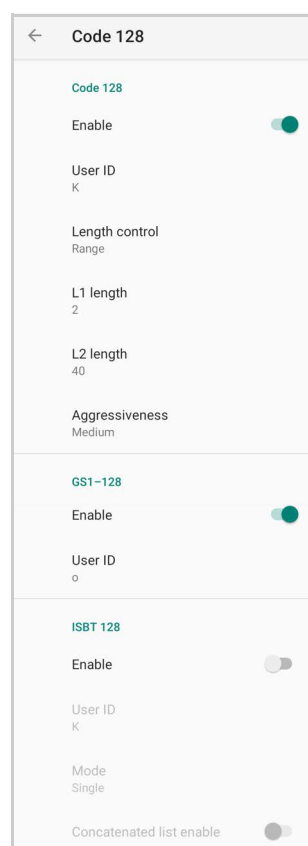 Code 128
Code 128
Enable
User ID
K
Length control
Range
L1 length
2
L2 length
40
Aggressiveness
Medium
GS1-128
Enable
User ID
o
ISBT 128
Enable
User ID
K
Mode
Single
Concatenated list enable